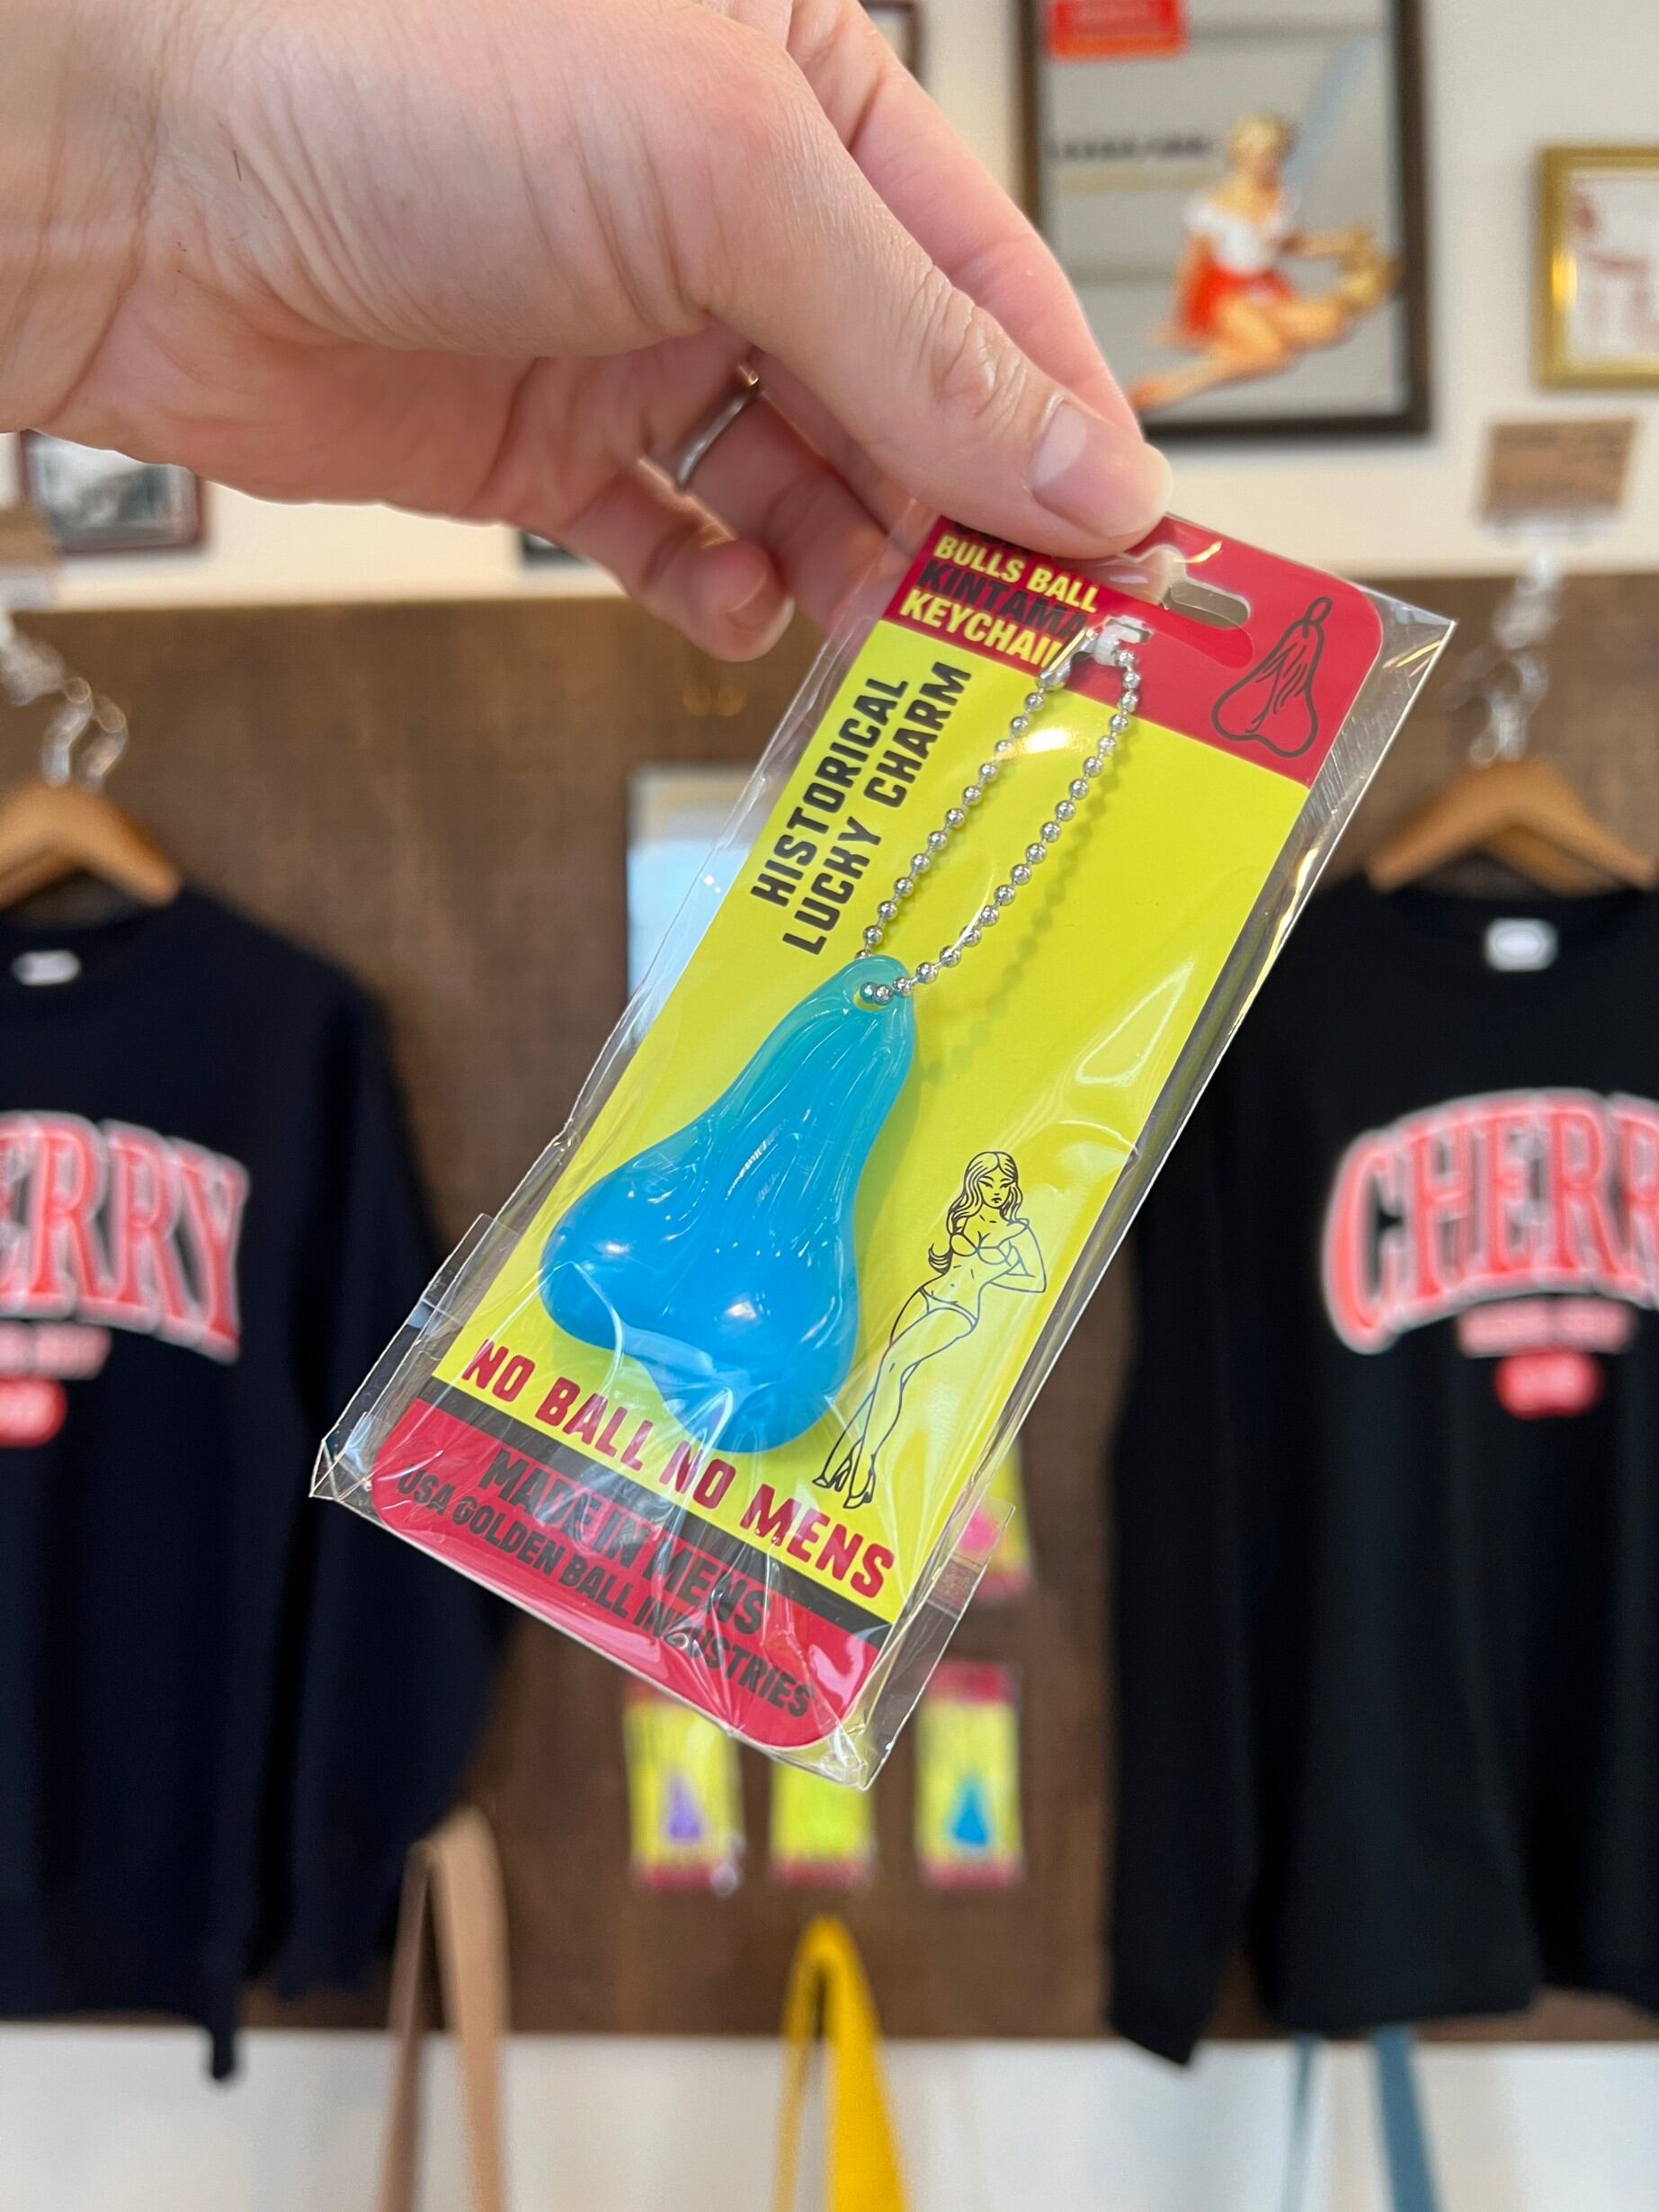 BULLS BALL
KINTAMA
KEYCHAI
HISTORICAL
LUCKY CHARM
NO BALL NO MENS
MADE IN MENS
USA GOLDEN BALL INDUSTRIES
ERRY
CHERR